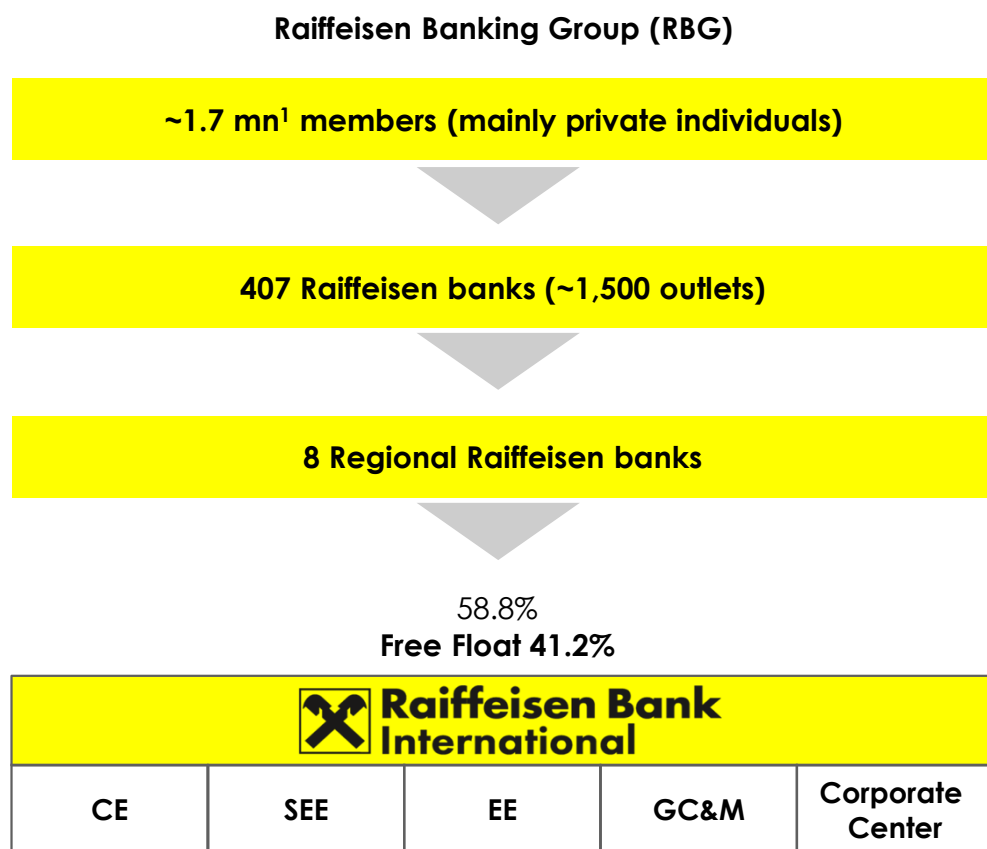 Raiffeisen Banking Group (RBG)
~1.7 mn¹ members (mainly private individuals)
407 Raiffeisen banks (~1,500 outlets)
8 Regional Raiffeisen banks
58.8%
Free Float 41.2%
Raiffeisen Bank
International
CE SEE EE GC&M Corporate Center